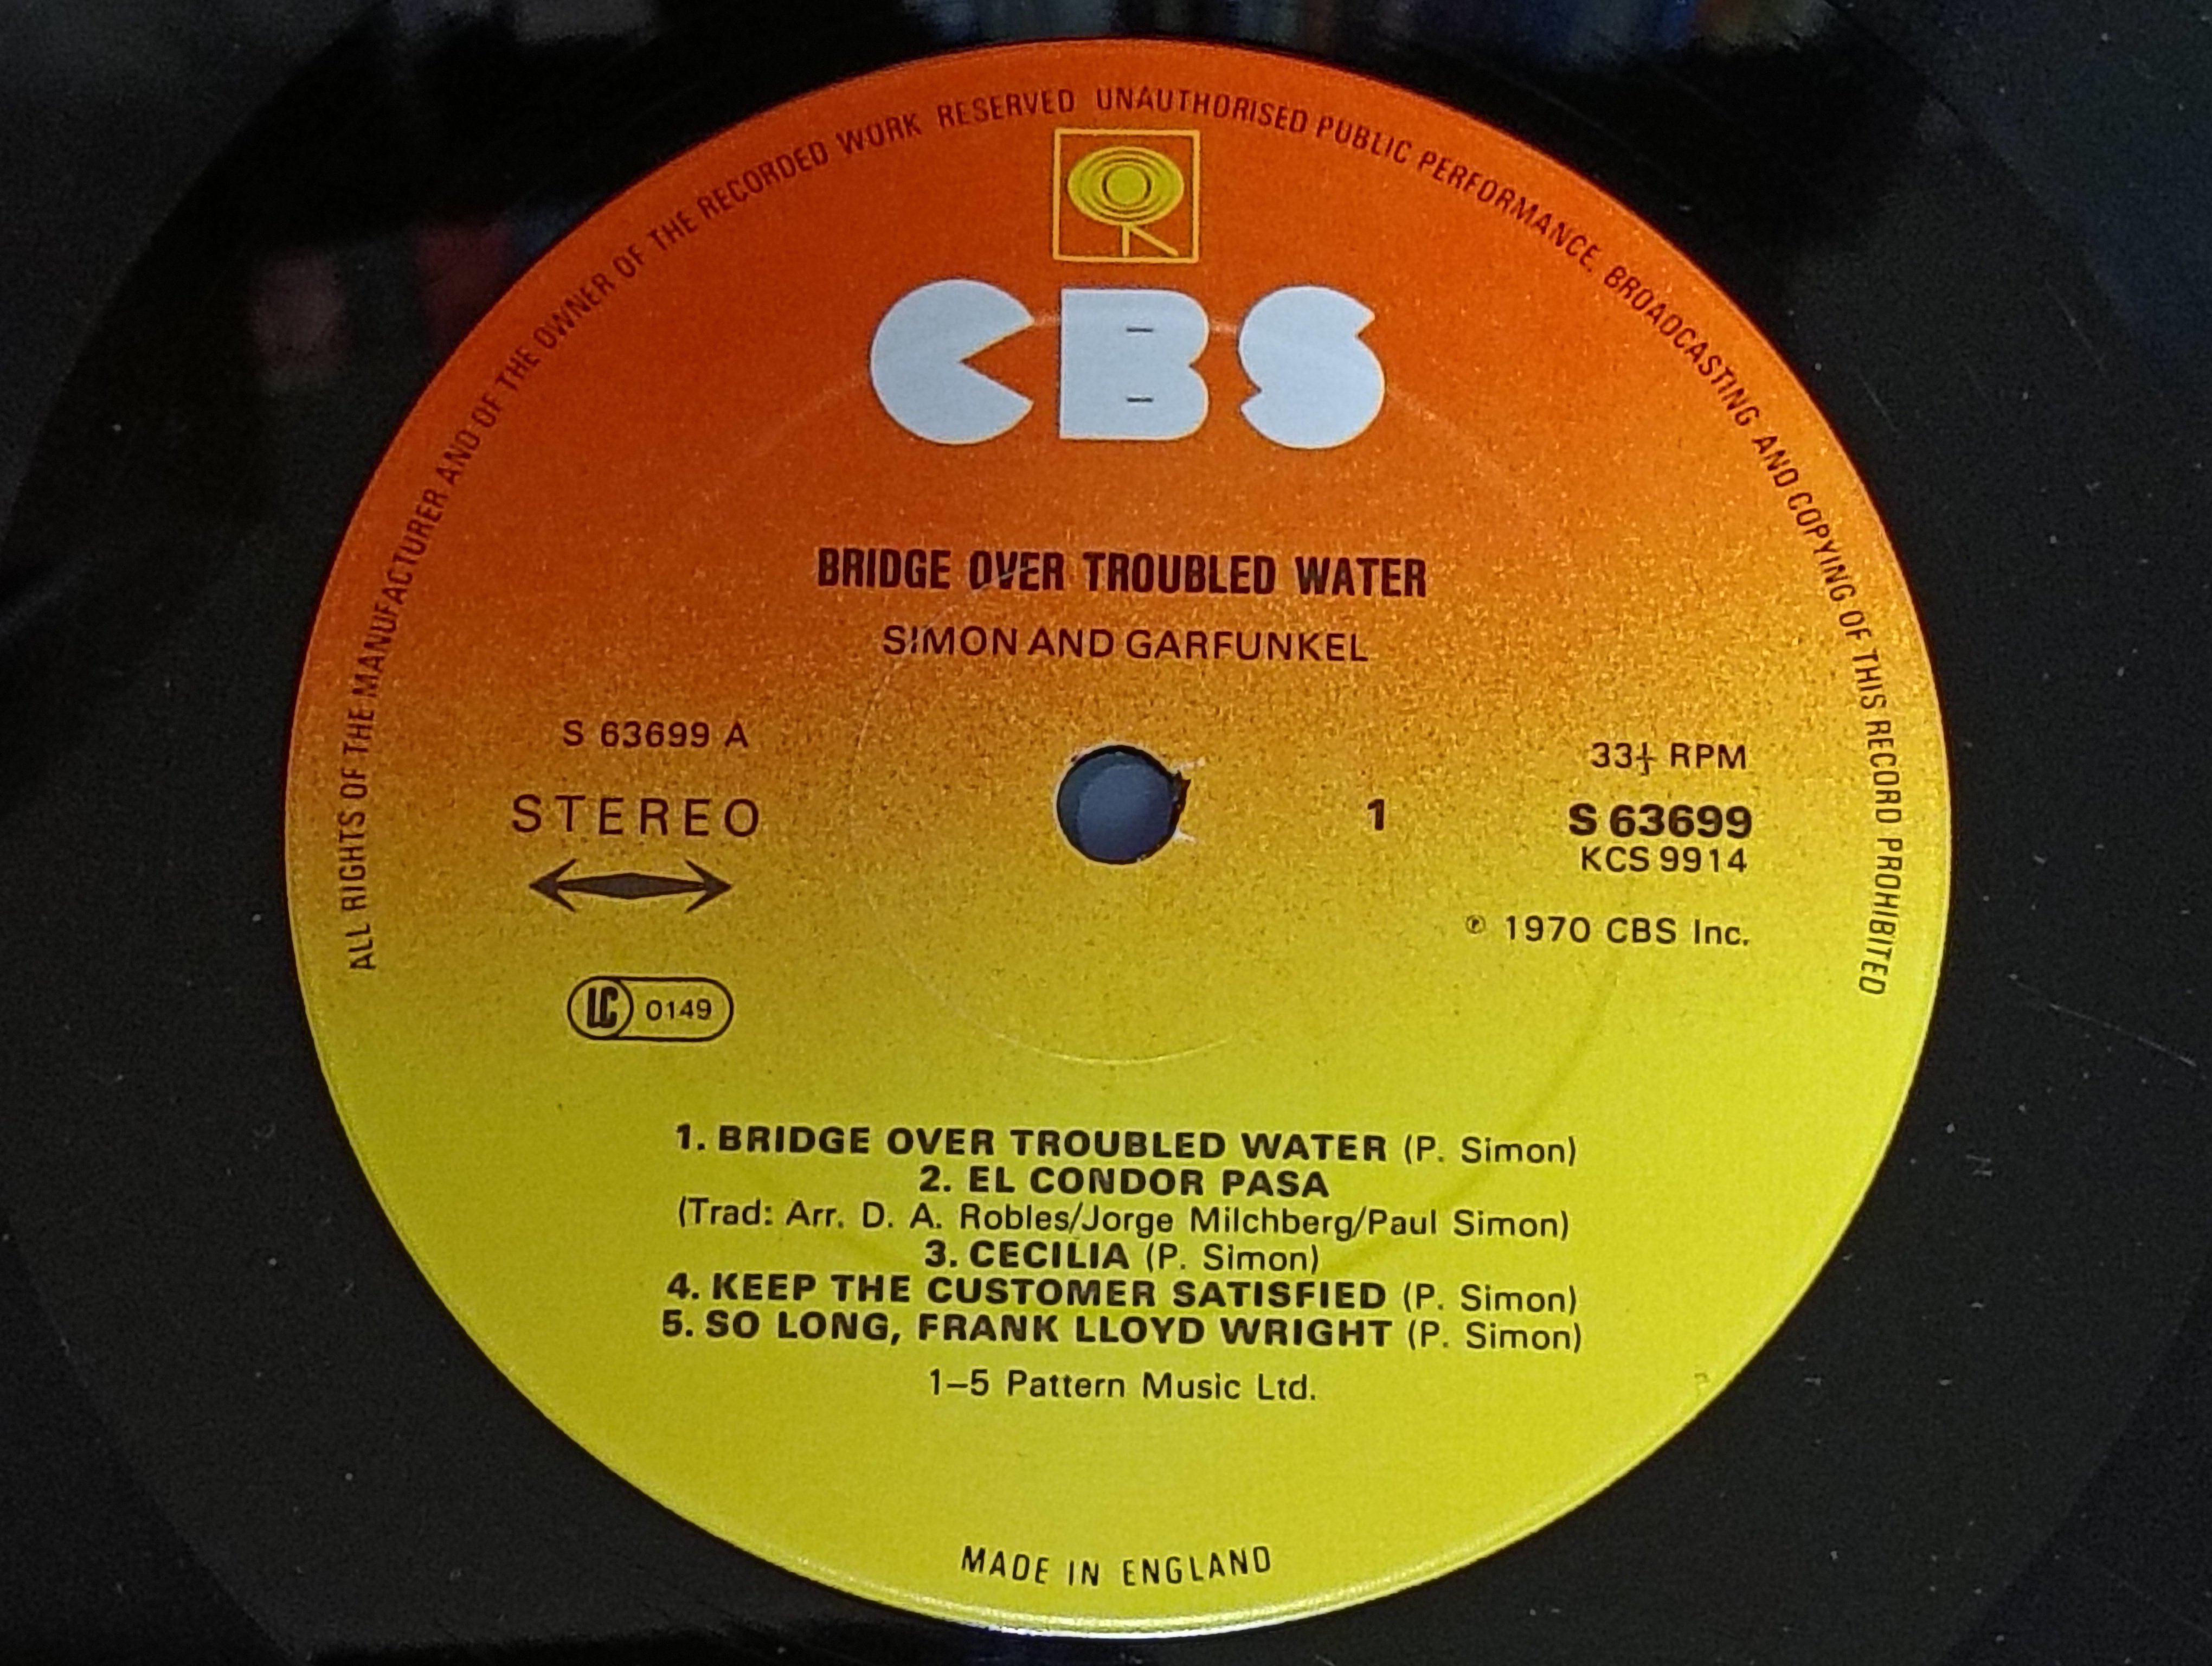 ALL RIGHTS OF THE MANUFACTURER AND OF THE OWNER OF THE RECORDED WORK RESERVED UNAUTHORISED PUBLIC PERFORMANCE, BROADCASTING AND COPYING OF THIS RECORD PROHIBITED
CBS
BRIDGE OVER TROUBLED WATER
SIMON AND GARFUNKEL
S 63699 A
STEREO
LC 0149
1
33⅓ RPM
S 63699
KCS 9914
℗ 1970 CBS Inc.
1. BRIDGE OVER TROUBLED WATER (P. Simon)
2. EL CONDOR PASA
(Trad: Arr. D. A. Robles/Jorge Milchberg/Paul Simon)
3. CECILIA (P. Simon)
4. KEEP THE CUSTOMER SATISFIED (P. Simon)
5. SO LONG, FRANK LLOYD WRIGHT (P. Simon)
1–5 Pattern Music Ltd.
MADE IN ENGLAND